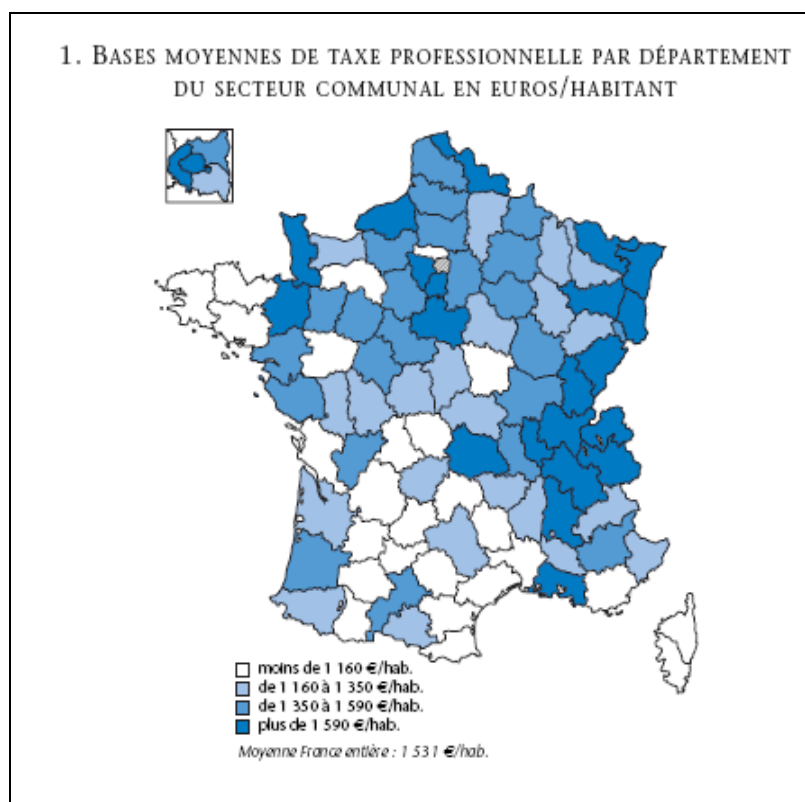 1. BASES MOYENNES DE TAXE PROFESSIONNELLE PAR DÉPARTEMENT
DU SECTEUR COMMUNAL EN EUROS/HABITANT
moins de 1 160 €/hab.
de 1 160 à 1 350 €/hab.
de 1 350 à 1 590 €/hab.
plus de 1 590 €/hab.
Moyenne France entière : 1 531 €/hab.